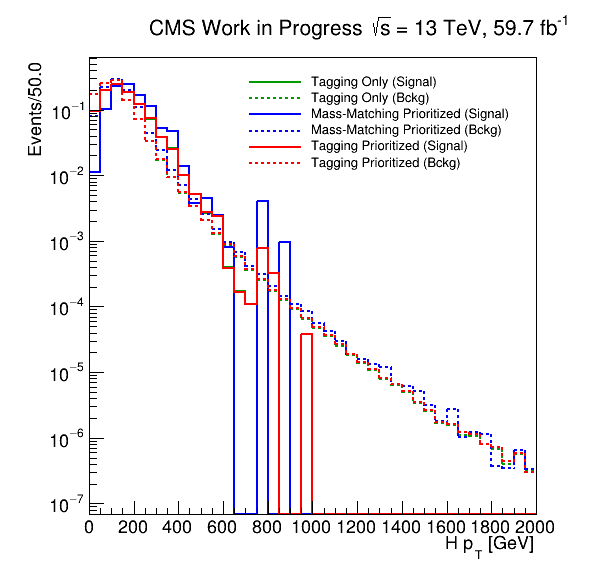 CMS Work in Progress √s = 13 TeV, 59.7 fb⁻¹
Events/50.0
Tagging Only (Signal)
Tagging Only (Bckg)
Mass-Matching Prioritized (Signal)
Mass-Matching Prioritized (Bckg)
Tagging Prioritized (Signal)
Tagging Prioritized (Bckg)
10⁻¹
10⁻²
10⁻³
10⁻⁴
10⁻⁵
10⁻⁶
10⁻⁷
0 200 400 600 800 1000 1200 1400 1600 1800 2000
H p_T [GeV]